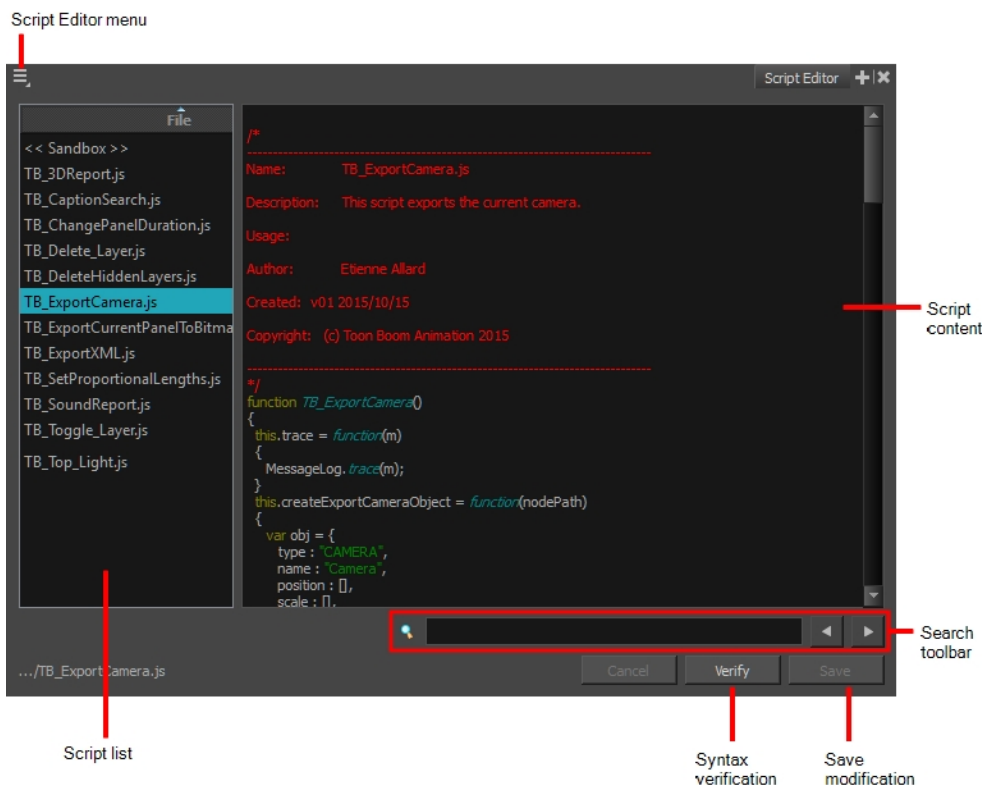 Script Editor menu
Script Editor
File
<< Sandbox >>
TB_3DReport.js
TB_CaptionSearch.js
TB_ChangePanelDuration.js
TB_Delete_Layer.js
TB_DeleteHiddenLayers.js
TB_ExportCamera.js
TB_ExportCurrentPanelToBitma
TB_ExportXML.js
TB_SetProportionalLengths.js
TB_SoundReport.js
TB_Toggle_Layer.js
TB_Top_Light.js
/*
--------------------------------------------------------------------------------
Name: TB_ExportCamera.js
Description: This script exports the current camera.
Usage:
Author: Etienne Allard
Created: v01 2015/10/15
Copyright: (c) Toon Boom Animation 2015
--------------------------------------------------------------------------------
*/
function TB_ExportCamera()
{
this.trace = function(m)
{
MessageLog.trace(m);
}
this.createExportCameraObject = function(nodePath)
{
var obj = {
type : "CAMERA",
name : "Camera",
position : [],
scale : [],
Script
content
Search
toolbar
.../TB_ExportCamera.js
Cancel
Verify
Save
Script list
Syntax
verification
Save
modification